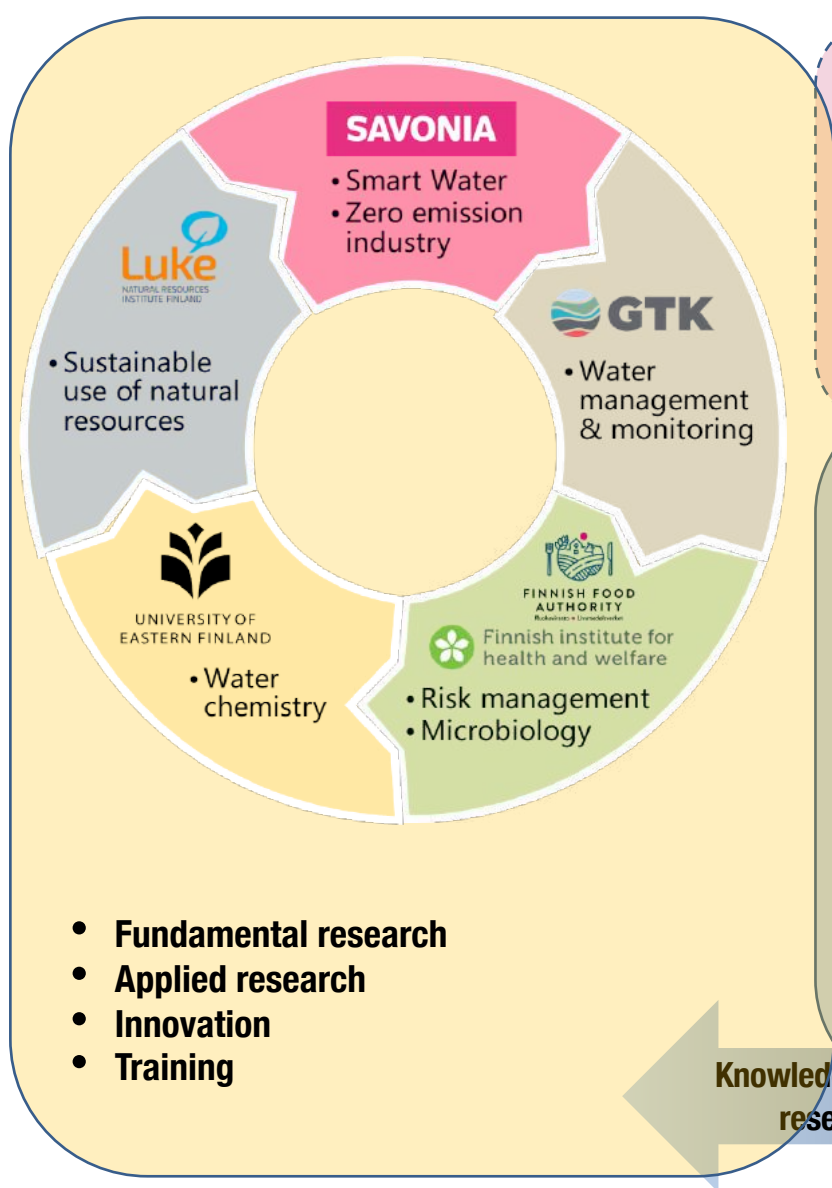 SAVONIA
• Smart Water
• Zero emission
industry
Luke
NATURAL RESOURCES
INSTITUTE FINLAND
• Sustainable
use of natural
resources
GTK
• Water
management
& monitoring
FINNISH FOOD
AUTHORITY
Ruokavirasto • Livsmedelsverket
Finnish institute for
health and welfare
• Risk management
• Microbiology
UNIVERSITY OF
EASTERN FINLAND
• Water
chemistry
• Fundamental research
• Applied research
• Innovation
• Training
Knowled
rese